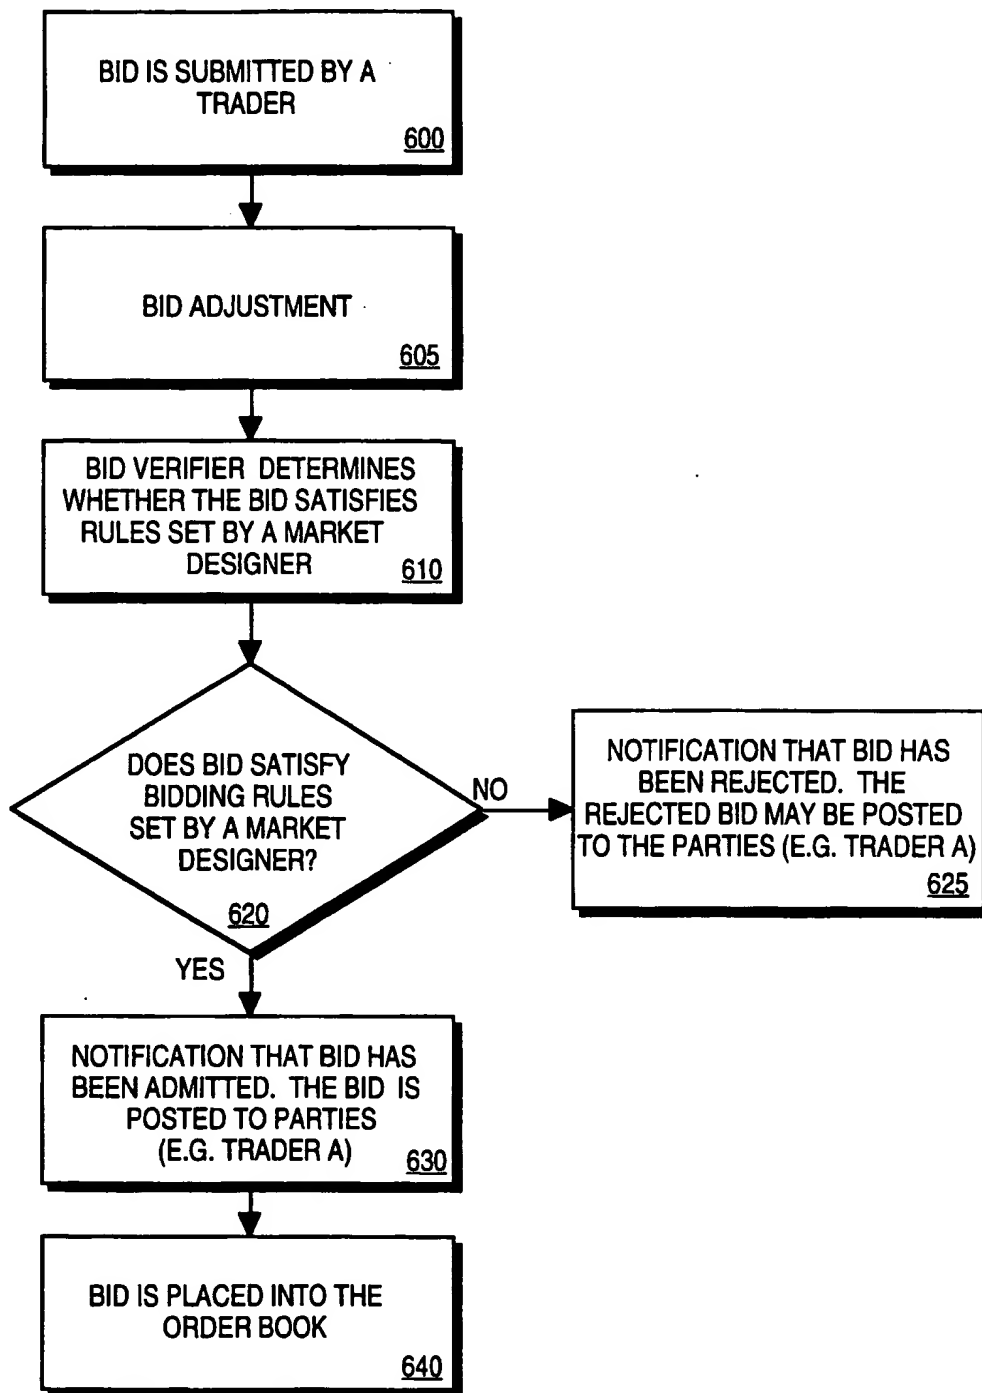 BID IS SUBMITTED BY A
TRADER
600
BID ADJUSTMENT
605
BID VERIFIER DETERMINES
WHETHER THE BID SATISFIES
RULES SET BY A MARKET
DESIGNER
610
DOES BID SATISFY
BIDDING RULES
SET BY A MARKET
DESIGNER?
620
NO
NOTIFICATION THAT BID HAS
BEEN REJECTED. THE
REJECTED BID MAY BE POSTED
TO THE PARTIES (E.G. TRADER A)
625
YES
NOTIFICATION THAT BID HAS
BEEN ADMITTED. THE BID IS
POSTED TO PARTIES
(E.G. TRADER A)
630
BID IS PLACED INTO THE
ORDER BOOK
640